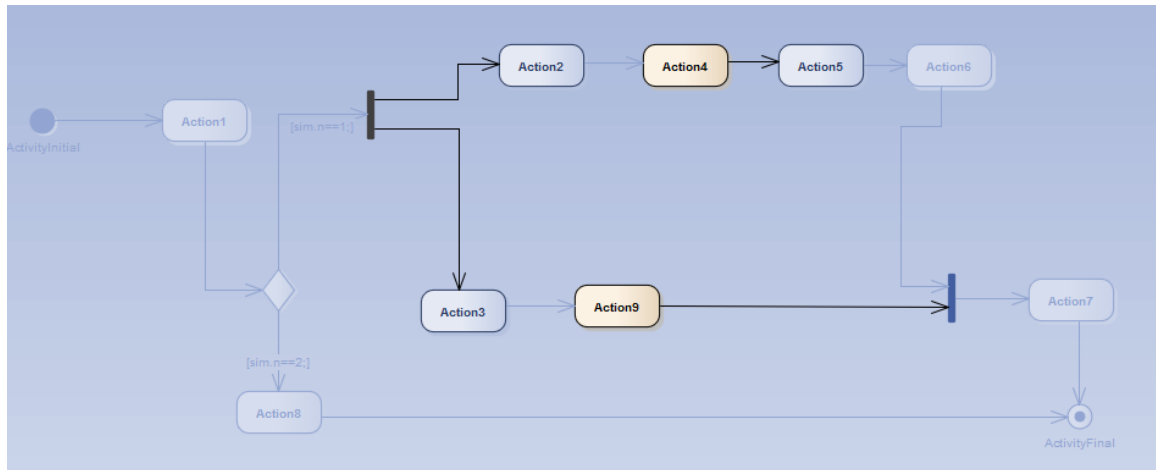 Action2
Action4
Action5
Action6
Action1
[sim.n==1;]
ActivityInitial
Action3
Action9
Action7
[sim.n==2;]
Action8
ActivityFinal